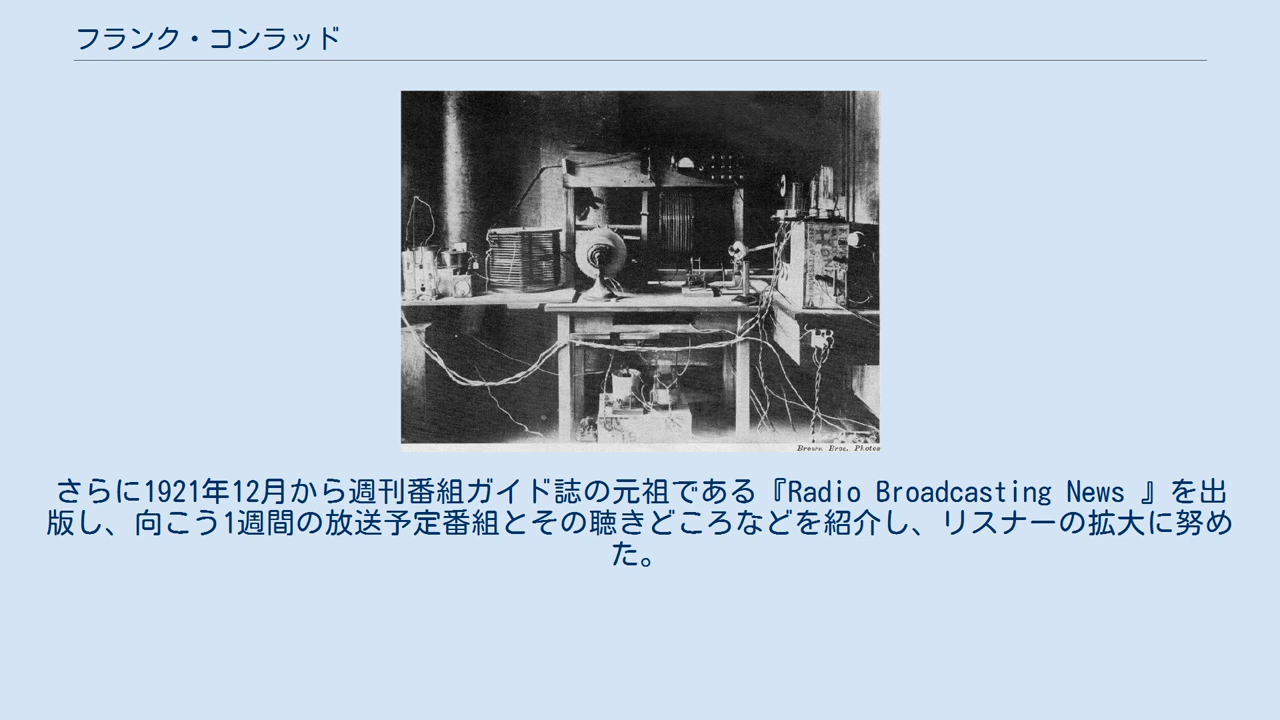 フランク・コンラッド
Brown Bros. Photos
さらに1921年12月から週刊番組ガイド誌の元祖である『Radio Broadcasting News 』を出
版し、向こう1週間の放送予定番組とその聴きどころなどを紹介し、リスナーの拡大に努め
た。